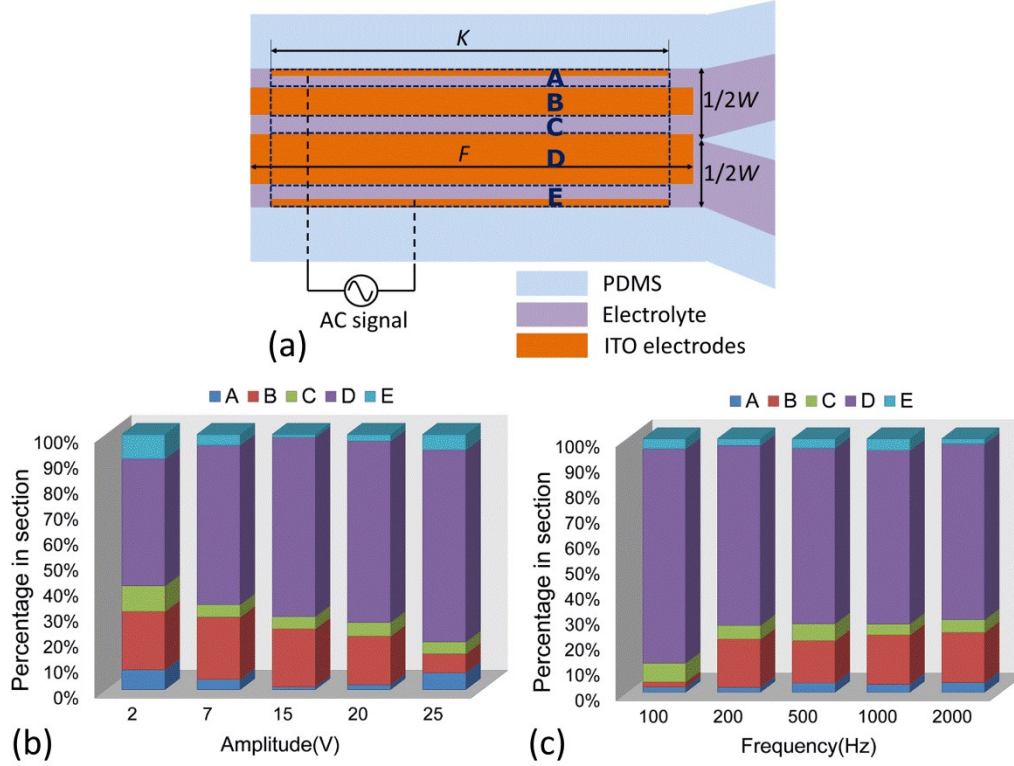 K
A
B
1/2W
C
F
D
1/2W
E
AC signal
(a)
PDMS
Electrolyte
ITO electrodes
A B C D E
100%
90%
80%
70%
60%
50%
40%
30%
20%
10%
0%
Percentage in section
2 7 15 20 25
Amplitude(V)
(b)
A B C D E
100%
90%
80%
70%
60%
50%
40%
30%
20%
10%
0%
Percentage in section
100 200 500 1000 2000
Frequency(Hz)
(c)